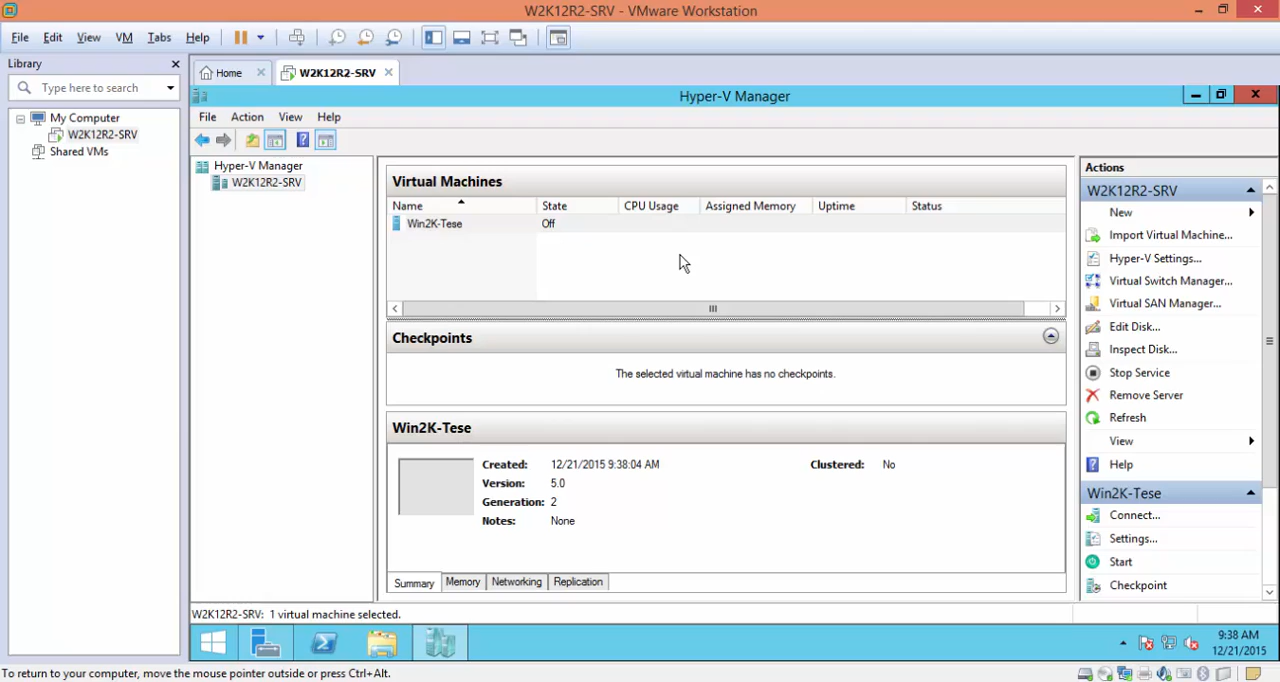 W2K12R2-SRV - VMware Workstation
File Edit View VM Tabs Help
Library
Type here to search
My Computer
W2K12R2-SRV
Shared VMs
Home
W2K12R2-SRV
Hyper-V Manager
File Action View Help
Hyper-V Manager
W2K12R2-SRV
Virtual Machines
Name State CPU Usage Assigned Memory Uptime Status
Win2K-Tese Off
Checkpoints
The selected virtual machine has no checkpoints.
Win2K-Tese
Created: 12/21/2015 9:38:04 AM Clustered: No
Version: 5.0
Generation: 2
Notes: None
Summary Memory Networking Replication
Actions
W2K12R2-SRV
New
Import Virtual Machine...
Hyper-V Settings...
Virtual Switch Manager...
Virtual SAN Manager...
Edit Disk...
Inspect Disk...
Stop Service
Remove Server
Refresh
View
Help
Win2K-Tese
Connect...
Settings...
Start
Checkpoint
W2K12R2-SRV: 1 virtual machine selected.
9:38 AM
12/21/2015
To return to your computer, move the mouse pointer outside or press Ctrl+Alt.